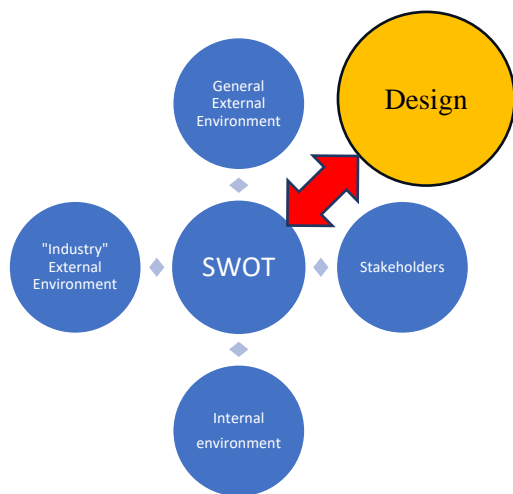 General
External
Environment
Design
"Industry"
External
Environment
SWOT
Stakeholders
Internal
environment